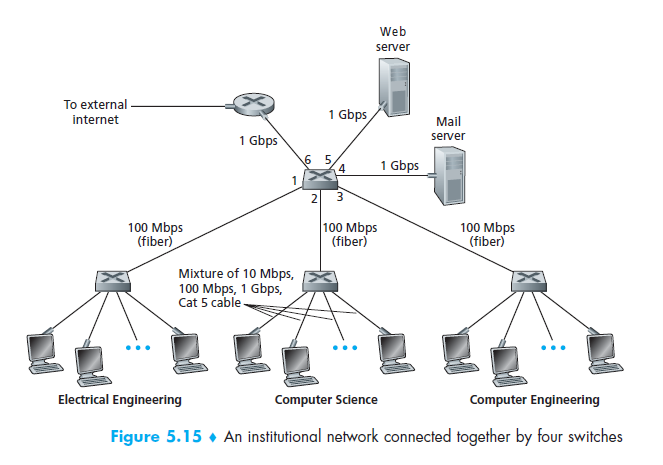 Web
server
To external
internet
1 Gbps
1 Gbps
Mail
server
1 Gbps
6 5
4
1
2 3
100 Mbps
(fiber)
100 Mbps
(fiber)
100 Mbps
(fiber)
Mixture of 10 Mbps,
100 Mbps, 1 Gbps,
Cat 5 cable
Electrical Engineering
Computer Science
Computer Engineering
Figure 5.15 ♦ An institutional network connected together by four switches